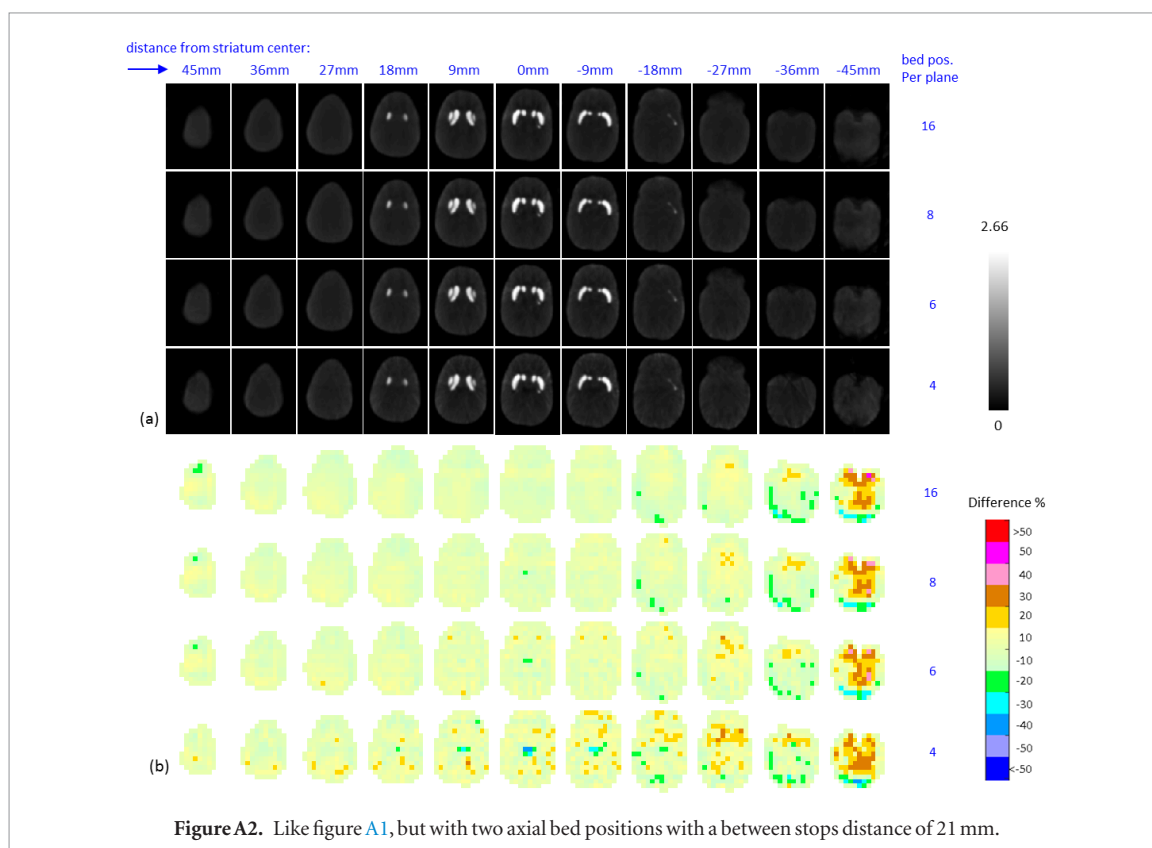 distance from striatum center:
45mm 36mm 27mm 18mm 9mm 0mm -9mm -18mm -27mm -36mm -45mm
bed pos.
Per plane
16
8
6
4
(a)
2.66
0
16
8
6
4
(b)
Difference %
>50
50
40
30
20
10
-10
-20
-30
-40
-50
<-50
Figure A2. Like figure A1, but with two axial bed positions with a between stops distance of 21 mm.